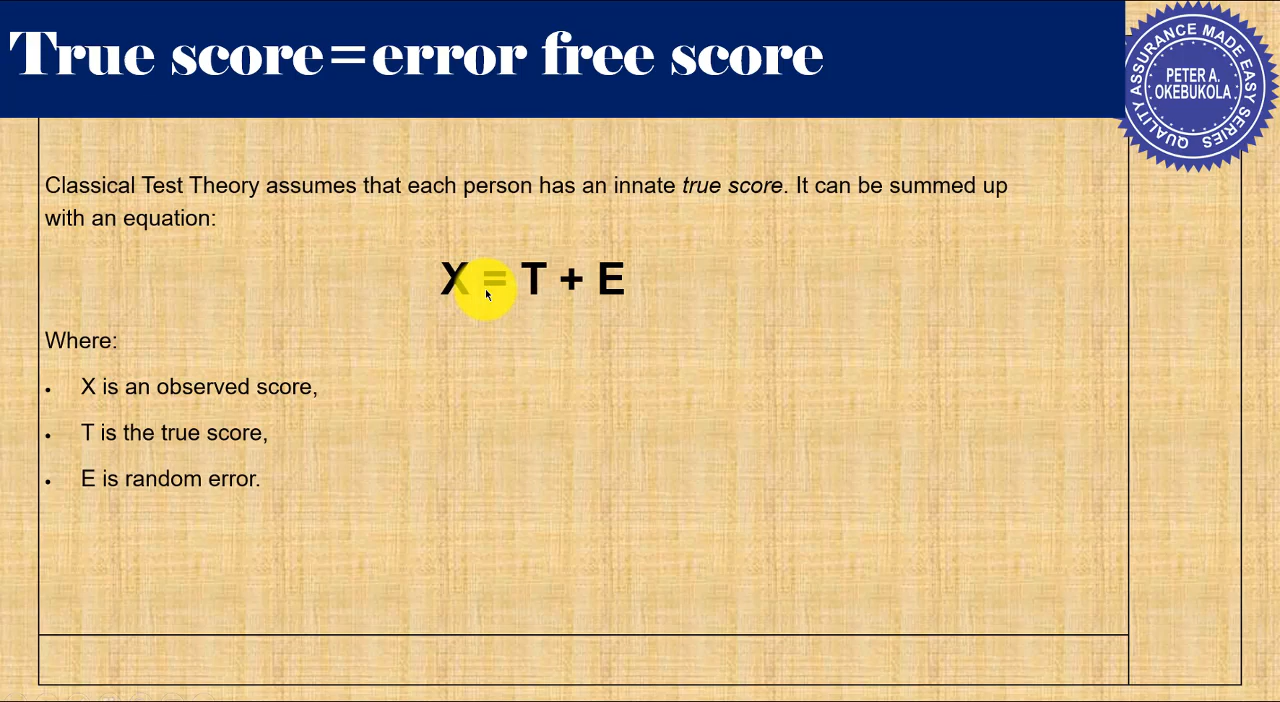 True score=error free score
QUALITY ASSURANCE MADE EASY SERIES
PETER A.
OKEBUKOLA
Classical Test Theory assumes that each person has an innate true score. It can be summed up
with an equation:
X = T + E
Where:
• X is an observed score,
• T is the true score,
• E is random error.